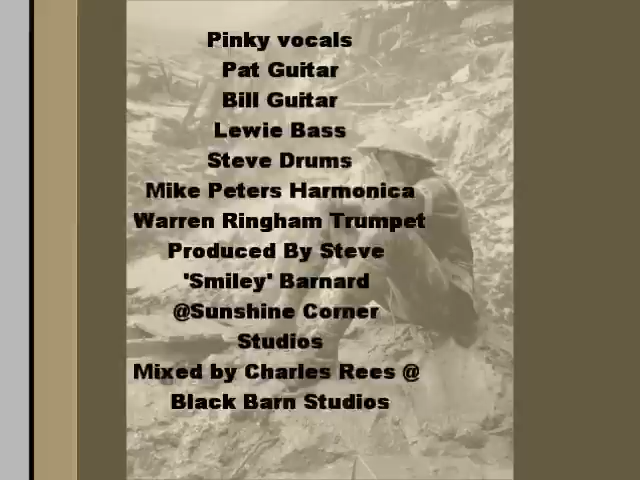 Pinky vocals
Pat Guitar
Bill Guitar
Lewie Bass
Steve Drums
Mike Peters Harmonica
Warren Ringham Trumpet
Produced By Steve
'Smiley' Barnard
@Sunshine Corner
Studios
Mixed by Charles Rees @
Black Barn Studios